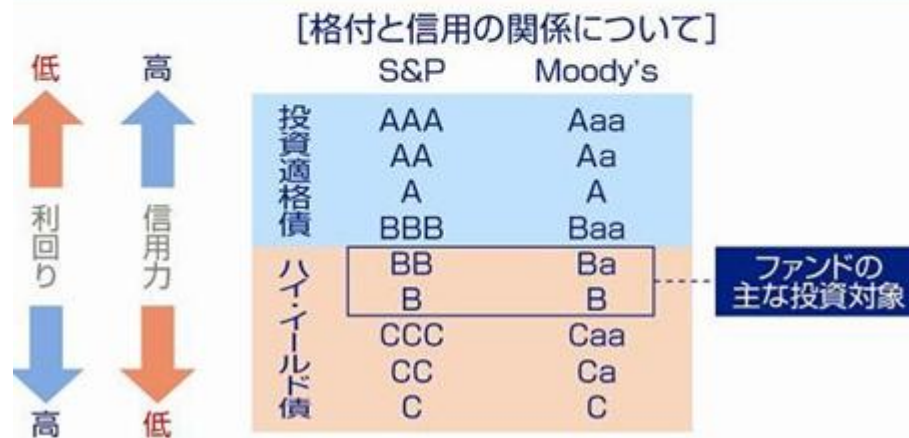 [格付と信用の関係について]
S&P Moody's
低 高
利回り 信用力
高 低
投資適格債
AAA Aaa
AA Aa
A A
BBB Baa
ハイ・イールド債
BB Ba
B B
CCC Caa
CC Ca
C C
ファンドの
主な投資対象